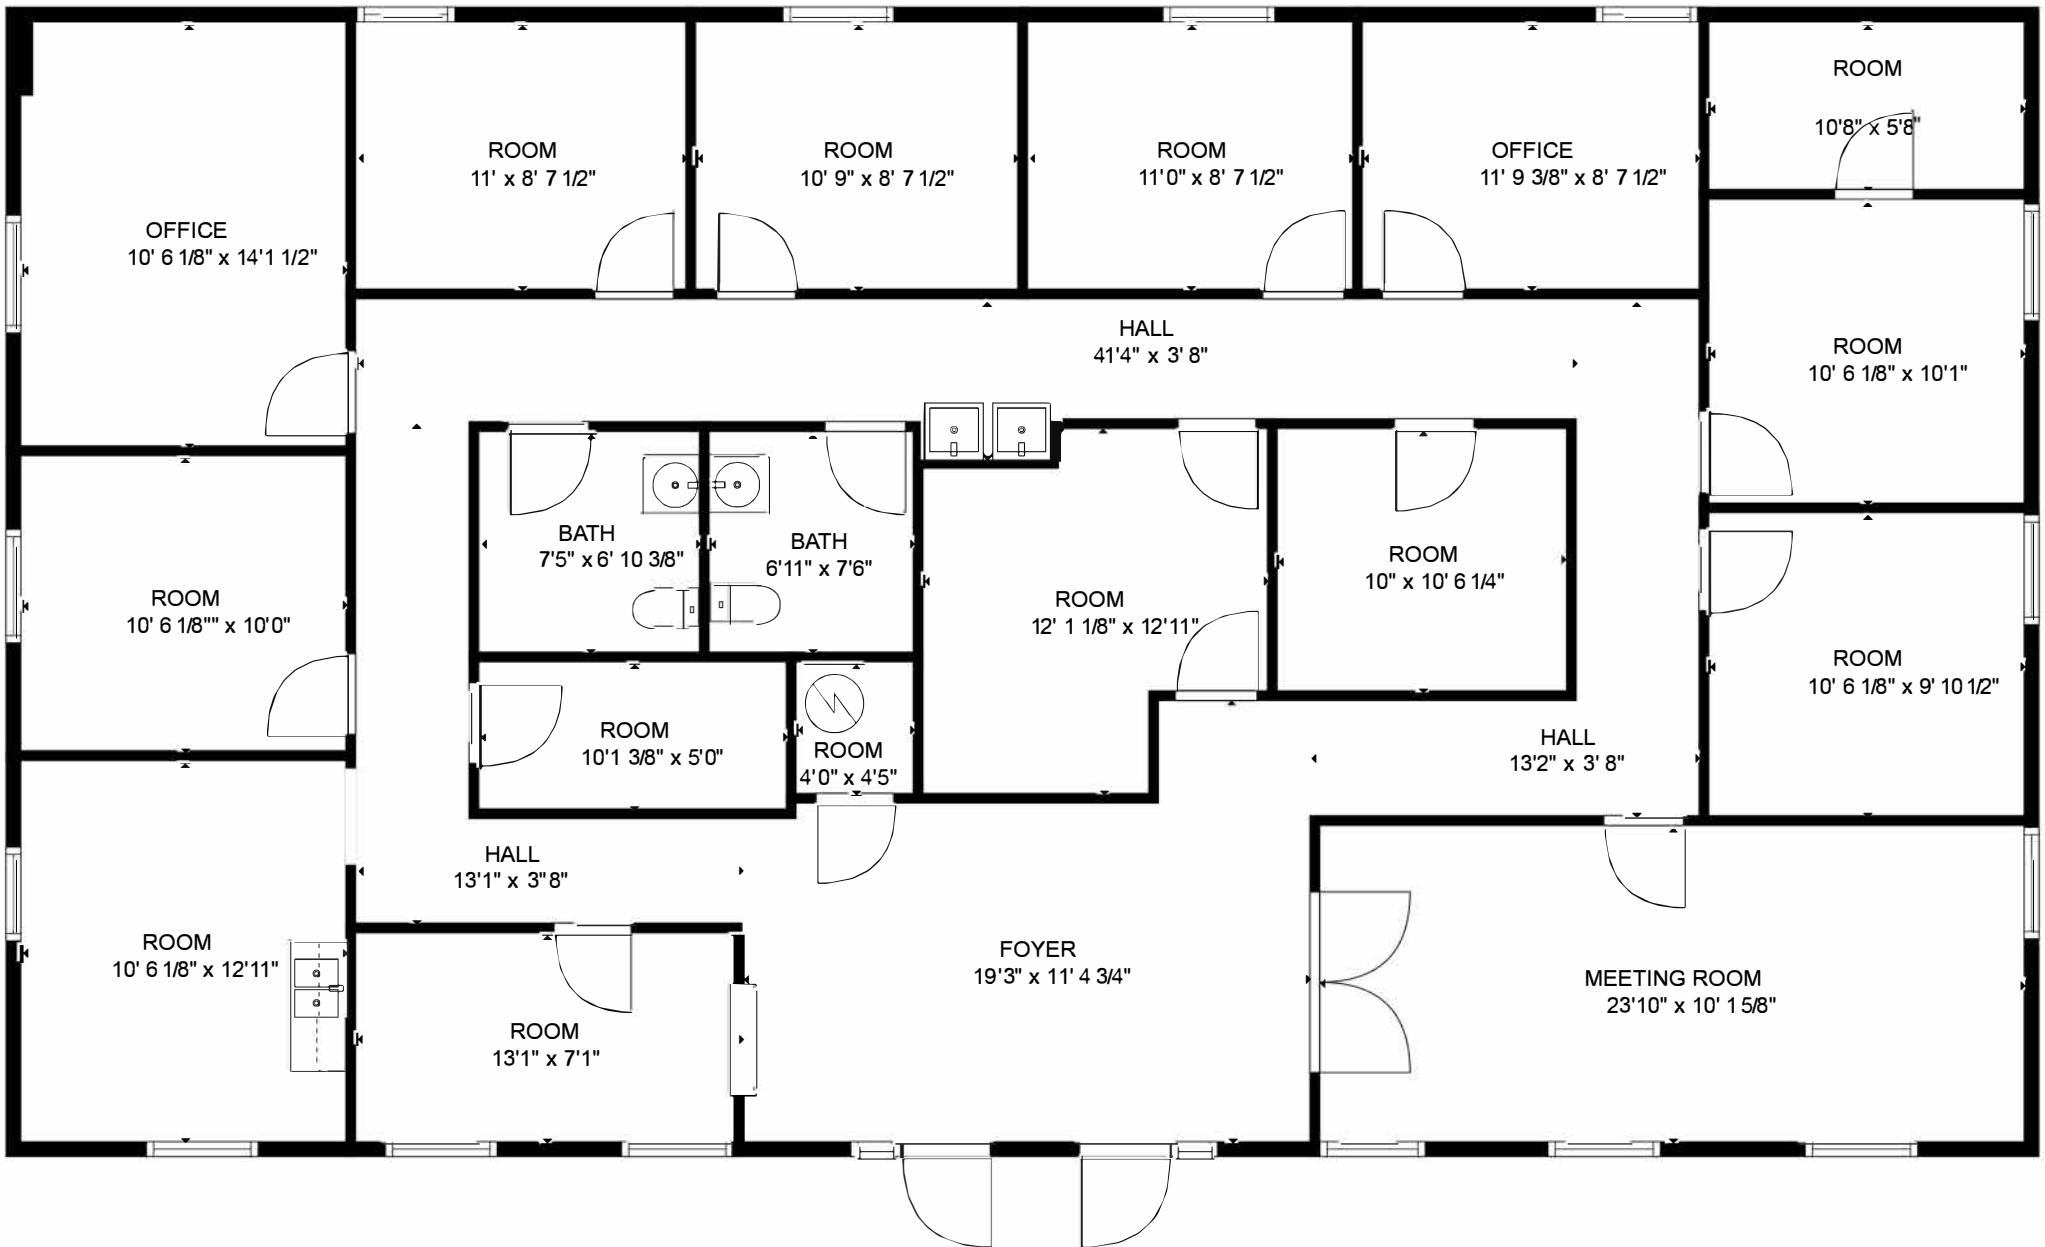 ROOM
10'8" x 5'8"
ROOM
11' x 8' 7 1/2"
ROOM
10' 9" x 8' 7 1/2"
ROOM
11'0" x 8' 7 1/2"
OFFICE
11' 9 3/8" x 8' 7 1/2"
OFFICE
10' 6 1/8" x 14'1 1/2"
HALL
41'4" x 3' 8"
ROOM
10' 6 1/8" x 10'1"
BATH
7'5" x 6' 10 3/8"
BATH
6'11" x 7'6"
ROOM
10" x 10' 6 1/4"
ROOM
10' 6 1/8"" x 10'0"
ROOM
12' 1 1/8" x 12'11"
ROOM
10' 6 1/8" x 9' 10 1/2"
ROOM
10'1 3/8" x 5'0"
ROOM
4'0" x 4'5"
HALL
13'2" x 3' 8"
HALL
13'1" x 3"8"
ROOM
10' 6 1/8" x 12'11"
FOYER
19'3" x 11' 4 3/4"
MEETING ROOM
23'10" x 10' 1 5/8"
ROOM
13'1" x 7'1"